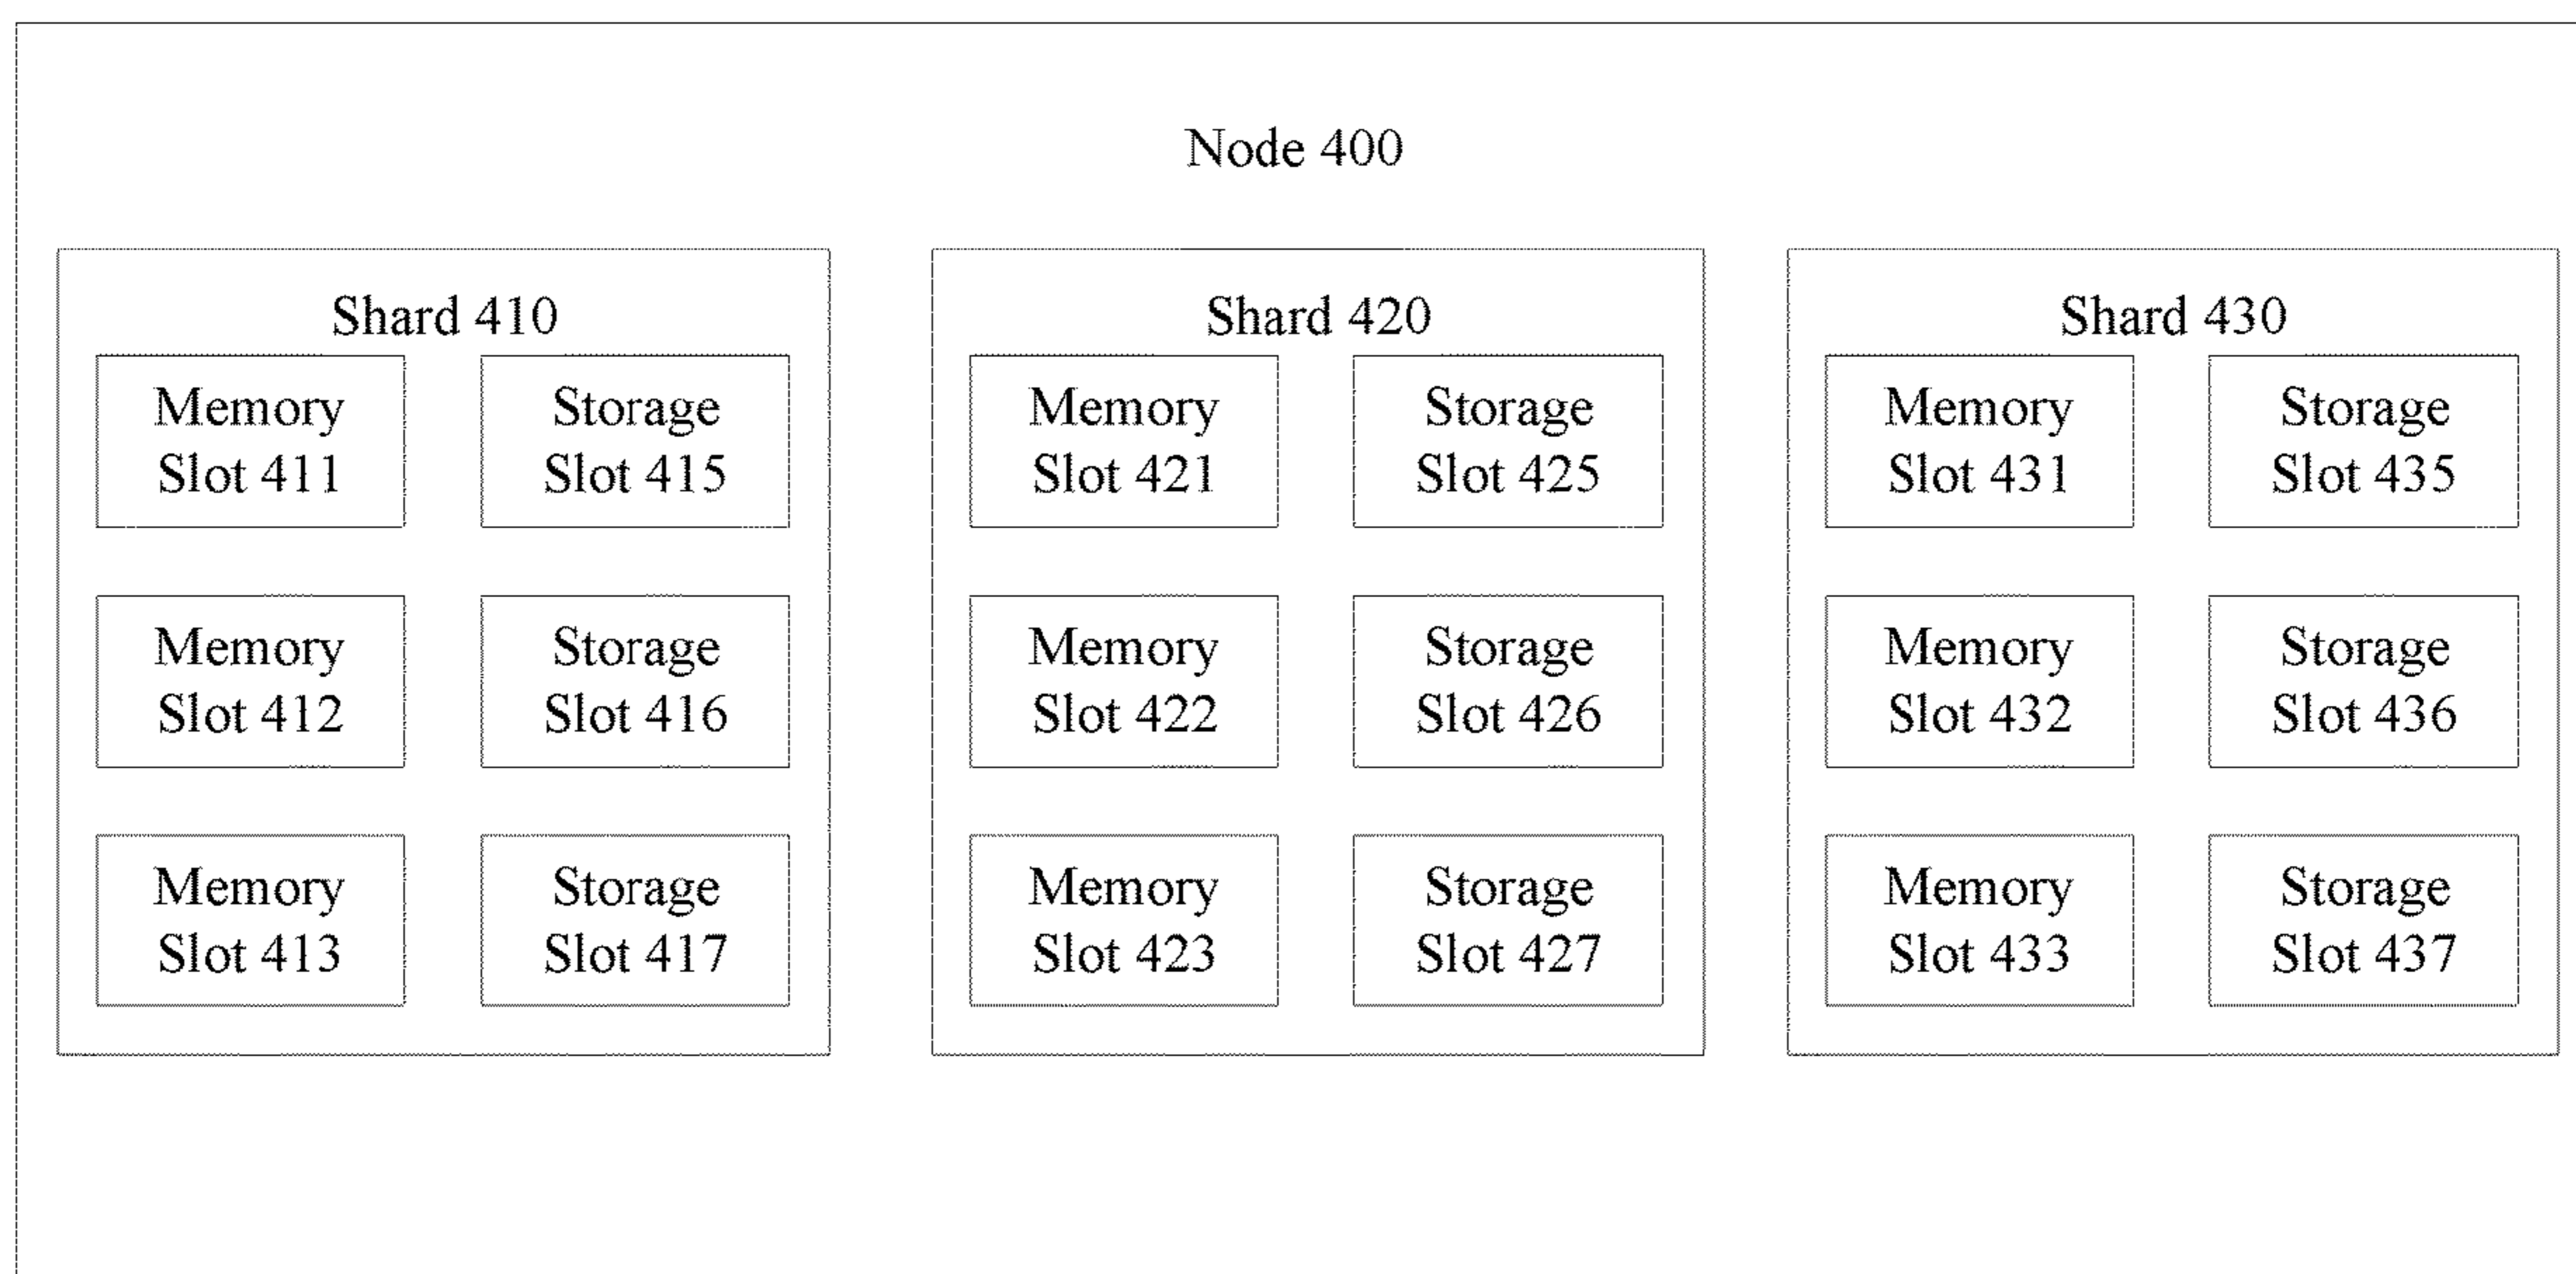 Node 400
Shard 410
Memory
Slot 411
Storage
Slot 415
Memory
Slot 412
Storage
Slot 416
Memory
Slot 413
Storage
Slot 417
Shard 420
Memory
Slot 421
Storage
Slot 425
Memory
Slot 422
Storage
Slot 426
Memory
Slot 423
Storage
Slot 427
Shard 430
Memory
Slot 431
Storage
Slot 435
Memory
Slot 432
Storage
Slot 436
Memory
Slot 433
Storage
Slot 437